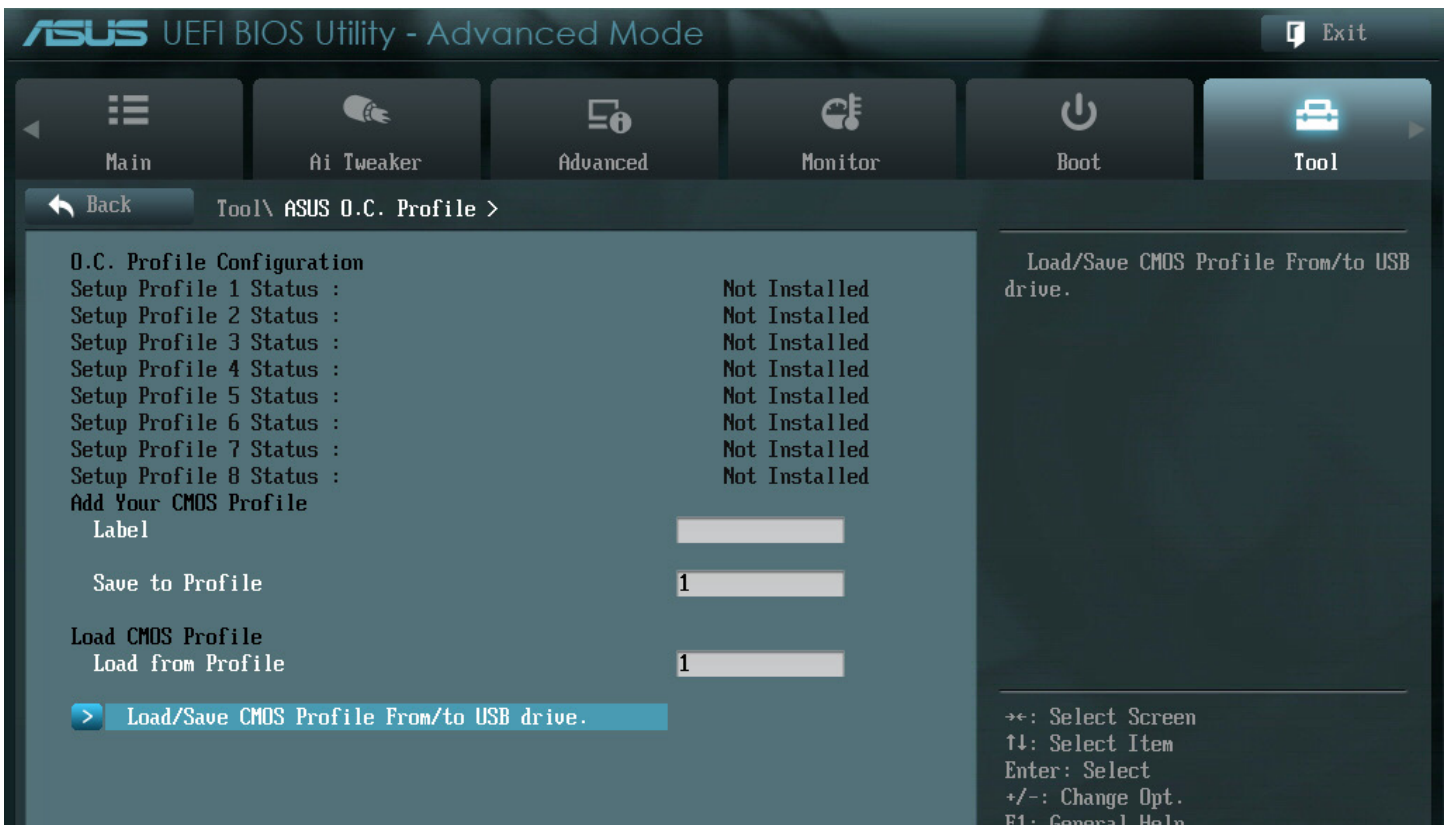 ASUS UEFI BIOS Utility - Advanced Mode
Exit
Main
Ai Tweaker
Advanced
Monitor
Boot
Tool
Back
Tool\ ASUS O.C. Profile >
O.C. Profile Configuration
Setup Profile 1 Status : Not Installed
Setup Profile 2 Status : Not Installed
Setup Profile 3 Status : Not Installed
Setup Profile 4 Status : Not Installed
Setup Profile 5 Status : Not Installed
Setup Profile 6 Status : Not Installed
Setup Profile 7 Status : Not Installed
Setup Profile 8 Status : Not Installed
Add Your CMOS Profile
Label
Save to Profile 1
Load CMOS Profile
Load from Profile 1
> Load/Save CMOS Profile From/to USB drive.
Load/Save CMOS Profile From/to USB
drive.
→←: Select Screen
↑↓: Select Item
Enter: Select
+/-: Change Opt.
F1: General Help